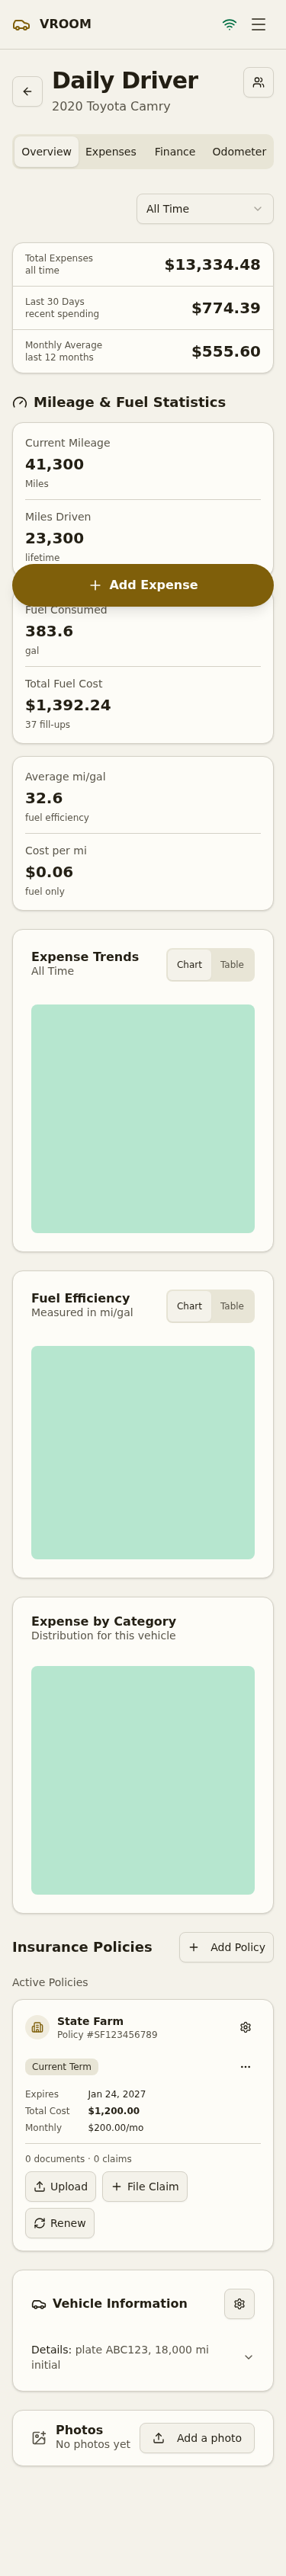 VROOM
Daily Driver
2020 Toyota Camry
Overview Expenses Finance Odometer
All Time
Total Expenses
all time
$13,334.48
Last 30 Days
recent spending
$774.39
Monthly Average
last 12 months
$555.60
Mileage & Fuel Statistics
Current Mileage
41,300
Miles
Miles Driven
23,300
lifetime
Add Expense
Fuel Consumed
383.6
gal
Total Fuel Cost
$1,392.24
37 fill-ups
Average mi/gal
32.6
fuel efficiency
Cost per mi
$0.06
fuel only
Expense Trends
All Time
Chart Table
Fuel Efficiency
Measured in mi/gal
Chart Table
Expense by Category
Distribution for this vehicle
Insurance Policies
Add Policy
Active Policies
State Farm
Policy #SF123456789
Current Term
Expires Jan 24, 2027
Total Cost $1,200.00
Monthly $200.00/mo
0 documents · 0 claims
Upload File Claim
Renew
Vehicle Information
Details: plate ABC123, 18,000 mi
initial
Photos
No photos yet
Add a photo